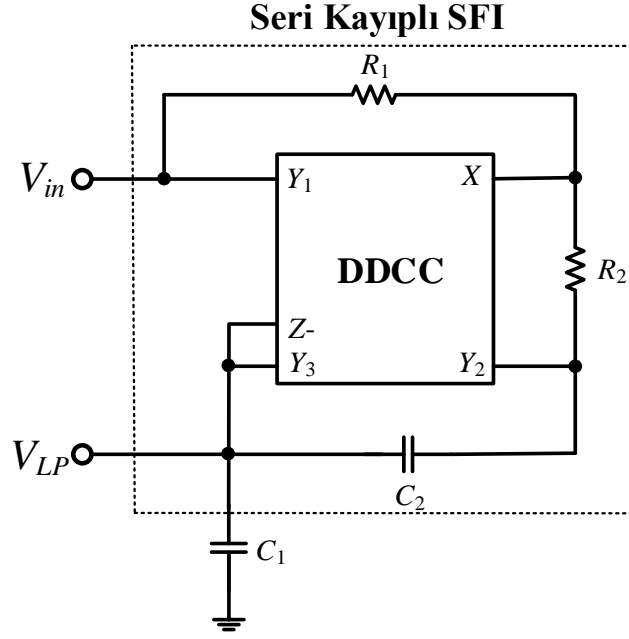 Seri Kayıplı SFI
R1
Vin
Y1
X
DDCC
R2
Z-
Y3
Y2
VLP
C2
C1